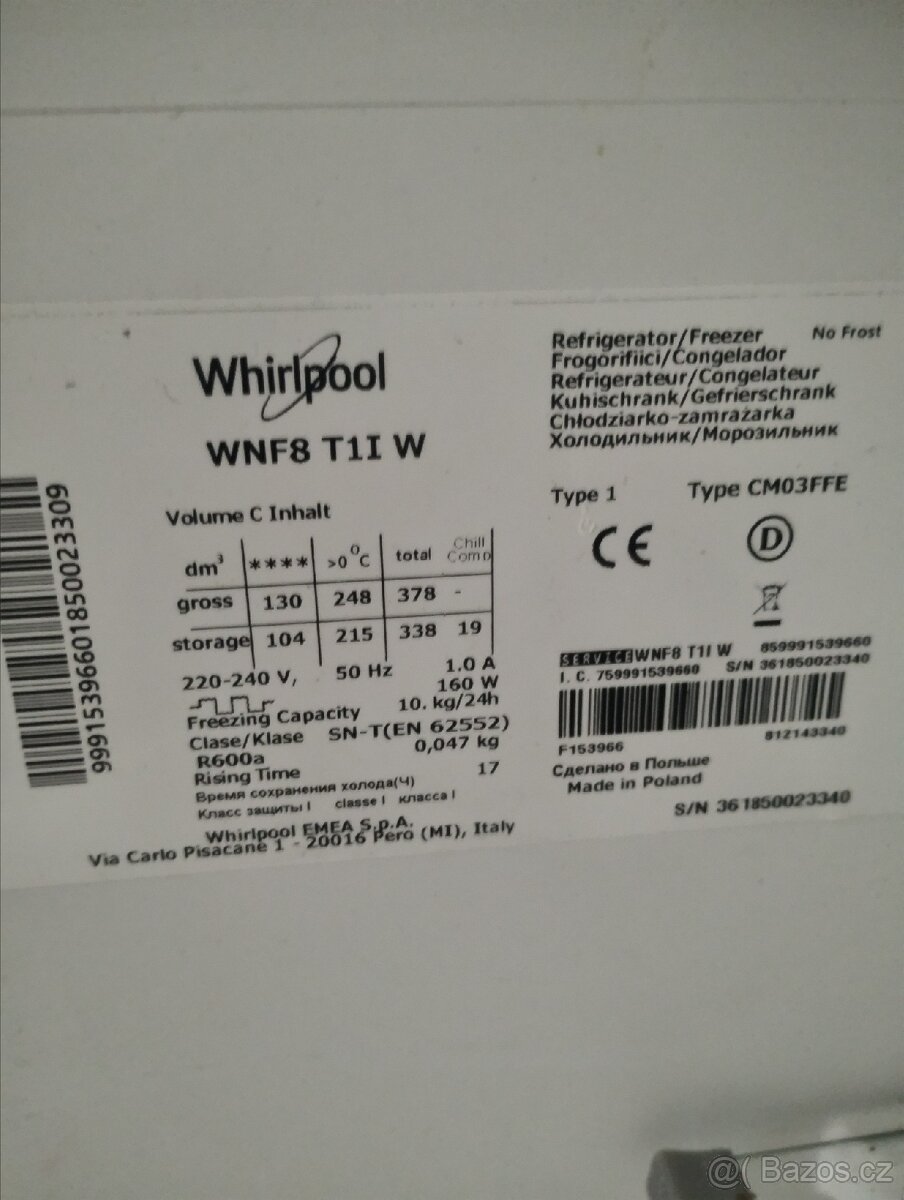 Whirlpool
WNF8 T1I W
Volume C Inhalt
dm³ **** >0°C total Chill Comp
gross 130 248 378 -
storage 104 215 338 19
220-240 V, 50 Hz 1.0 A
160 W
Freezing Capacity 10. kg/24h
Clase/Klase SN-T(EN 62552)
R600a 0,047 kg
Rising Time
Время сохранения холода(Ч) 17
Класс защиты I classe I класса I
Whirlpool EMEA S.p.A.
Via Carlo Pisacane 1 - 20016 Pero (MI), Italy
Refrigerator/Freezer No Frost
Frogorifiici/Congelador
Refrigerateur/Congelateur
Kuhischrank/Gefrierschrank
Chłodziarko-zamrażarka
Холодильник/Морозильник
Type 1 Type CM03FFE
CE D
SERVICE WNF8 T1I W 859991539660
I. C. 759991539660 S/N 361850023340
F153966 812143340
Сделано в Польше
Made in Poland
S/N 361850023340
99915396601850023309
@( Bazos.cz